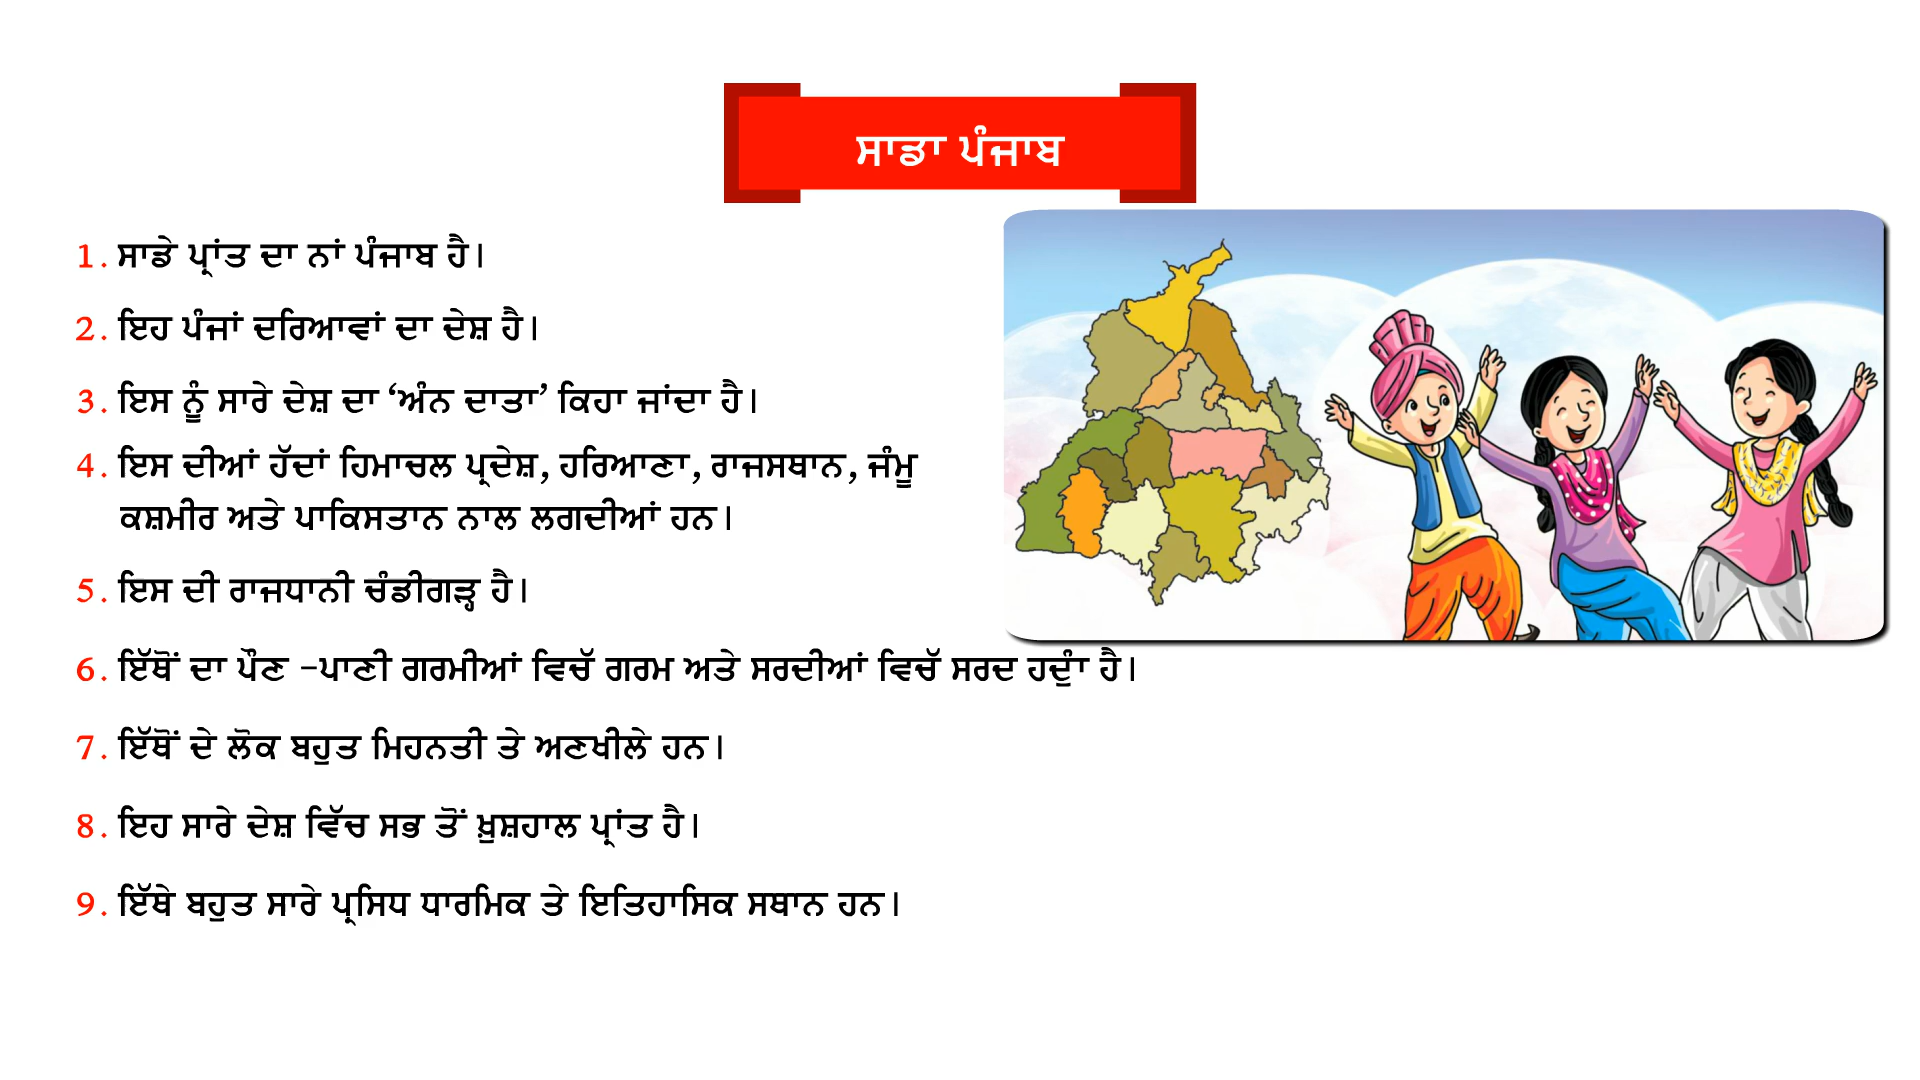 ਸਾਡਾ ਪੰਜਾਬ
1. ਸਾਡੇ ਪ੍ਰਾਂਤ ਦਾ ਨਾਂ ਪੰਜਾਬ ਹੈ।
2. ਇਹ ਪੰਜਾਂ ਦਰਿਆਵਾਂ ਦਾ ਦੇਸ਼ ਹੈ।
3. ਇਸ ਨੂੰ ਸਾਰੇ ਦੇਸ਼ ਦਾ ‘ਅੰਨ ਦਾਤਾ’ ਕਿਹਾ ਜਾਂਦਾ ਹੈ।
4. ਇਸ ਦੀਆਂ ਹੱਦਾਂ ਹਿਮਾਚਲ ਪ੍ਰਦੇਸ਼, ਹਰਿਆਣਾ, ਰਾਜਸਥਾਨ, ਜੰਮੂ
ਕਸ਼ਮੀਰ ਅਤੇ ਪਾਕਿਸਤਾਨ ਨਾਲ ਲਗਦੀਆਂ ਹਨ।
5. ਇਸ ਦੀ ਰਾਜਧਾਨੀ ਚੰਡੀਗੜ੍ਹ ਹੈ।
6. ਇੱਥੋਂ ਦਾ ਪੌਣ -ਪਾਣੀ ਗਰਮੀਆਂ ਵਿਚੱ ਗਰਮ ਅਤੇ ਸਰਦੀਆਂ ਵਿਚੱ ਸਰਦ ਹਦੁੰਾ ਹੈ।
7. ਇੱਥੋਂ ਦੇ ਲੋਕ ਬਹੁਤ ਮਿਹਨਤੀ ਤੇ ਅਣਖੀਲੇ ਹਨ।
8. ਇਹ ਸਾਰੇ ਦੇਸ਼ ਵਿੱਚ ਸਭ ਤੋਂ ਖ਼ੁਸ਼ਹਾਲ ਪ੍ਰਾਂਤ ਹੈ।
9. ਇੱਥੇ ਬਹੁਤ ਸਾਰੇ ਪ੍ਰਸਿਧ ਧਾਰਮਿਕ ਤੇ ਇਤਿਹਾਸਿਕ ਸਥਾਨ ਹਨ।